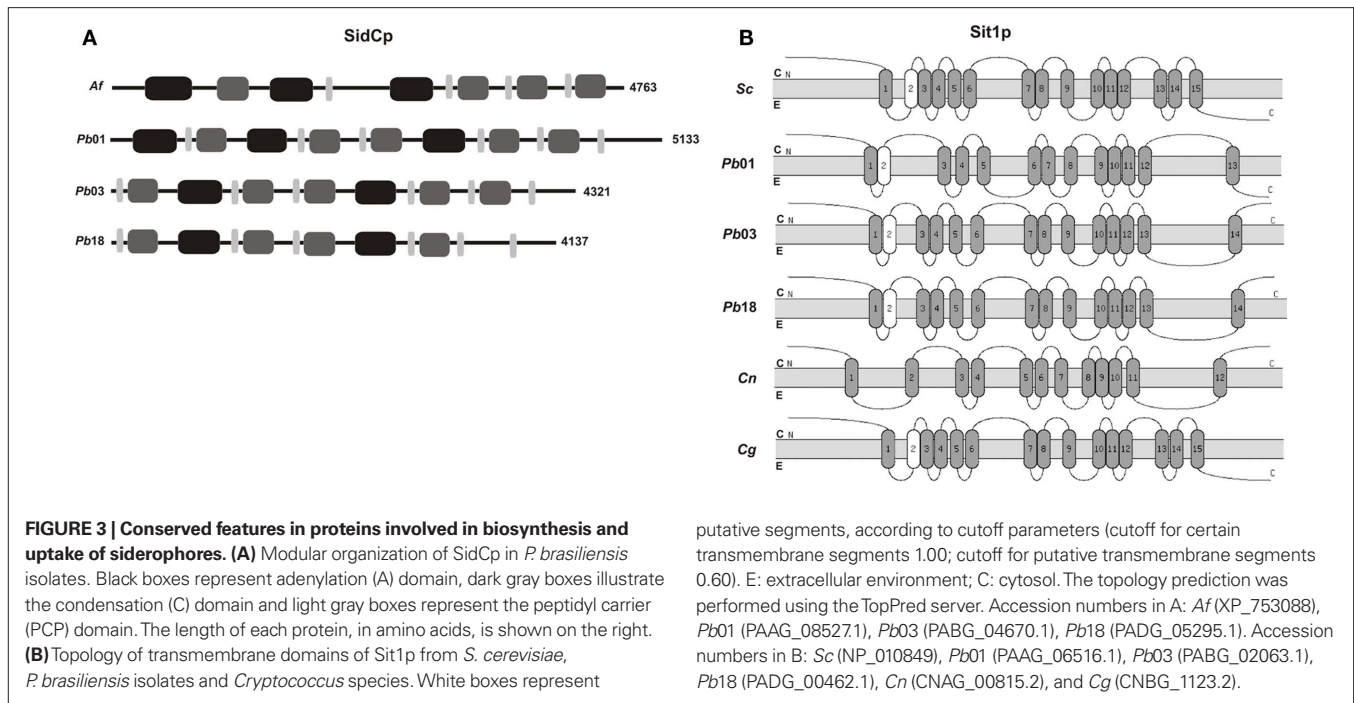 A
SidCp
Af
4763
Pb01
5133
Pb03
4321
Pb18
4137
B
Sit1p
C N
Sc
1 2 3 4 5 6 7 8 9 10 11 12 13 14 15
E
C
C N
Pb01
1 2 3 4 5 6 7 8 9 10 11 12 13
E
C
C N
C
Pb03
1 2 3 4 5 6 7 8 9 10 11 12 13 14
E
C N
C
Pb18
1 2 3 4 5 6 7 8 9 10 11 12 13 14
E
C N
C
Cn
1 2 3 4 5 6 7 8 9 10 11 12
E
C N
Cg
1 2 3 4 5 6 7 8 9 10 11 12 13 14 15
E
C
FIGURE 3 | Conserved features in proteins involved in biosynthesis and
uptake of siderophores. (A) Modular organization of SidCp in P. brasiliensis
isolates. Black boxes represent adenylation (A) domain, dark gray boxes illustrate
the condensation (C) domain and light gray boxes represent the peptidyl carrier
(PCP) domain. The length of each protein, in amino acids, is shown on the right.
(B) Topology of transmembrane domains of Sit1p from S. cerevisiae,
P. brasiliensis isolates and Cryptococcus species. White boxes represent
putative segments, according to cutoff parameters (cutoff for certain
transmembrane segments 1.00; cutoff for putative transmembrane segments
0.60). E: extracellular environment; C: cytosol. The topology prediction was
performed using the TopPred server. Accession numbers in A: Af (XP_753088),
Pb01 (PAAG_08527.1), Pb03 (PABG_04670.1), Pb18 (PADG_05295.1). Accession
numbers in B: Sc (NP_010849), Pb01 (PAAG_06516.1), Pb03 (PABG_02063.1),
Pb18 (PADG_00462.1), Cn (CNAG_00815.2), and Cg (CNBG_1123.2).